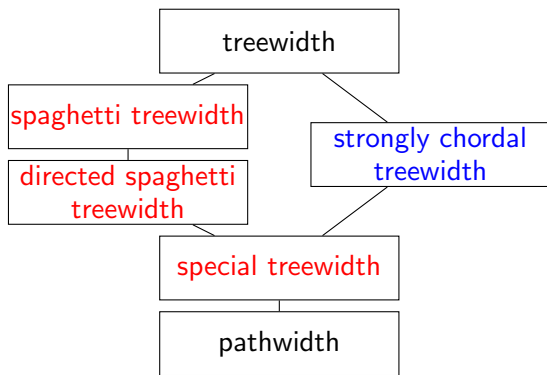 treewidth
spaghetti treewidth
strongly chordal
treewidth
directed spaghetti
treewidth
special treewidth
pathwidth